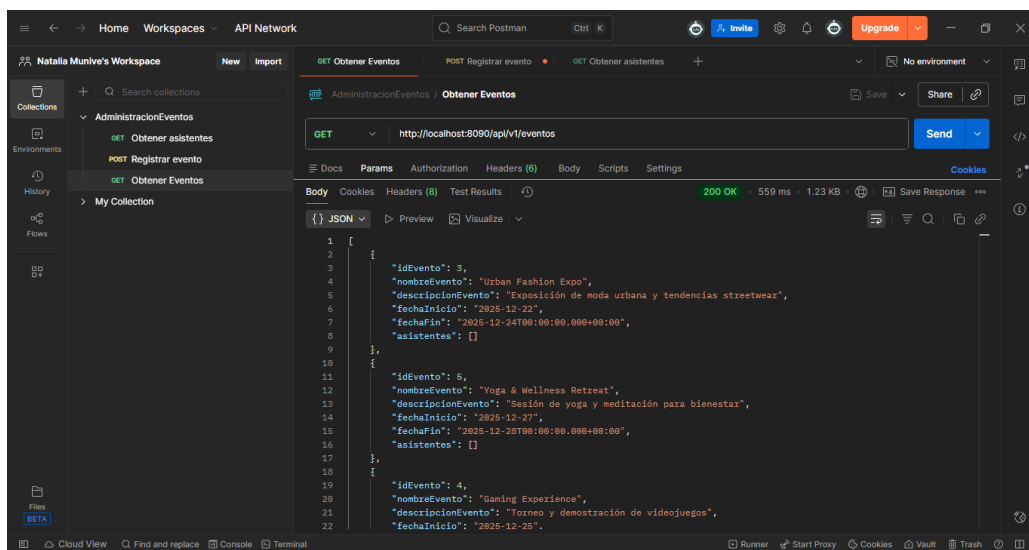 Home Workspaces API Network Search Postman Ctrl K Invite Upgrade
Natalia Munive's Workspace New Import GET Obtener Eventos POST Registrar evento GET Obtener asistentes No environment
Collections Search collections HTTP AdministracionEventos / Obtener Eventos Save Share
AdministracionEventos
GET Obtener asistentes GET http://localhost:8090/api/v1/eventos Send
Environments POST Registrar evento
GET Obtener Eventos Docs Params Authorization Headers (6) Body Scripts Settings Cookies
History My Collection Body Cookies Headers (8) Test Results 200 OK 559 ms 1.23 KB Save Response
Flows {} JSON Preview Visualize
1 [
2 {
3 "idEvento": 3,
4 "nombreEvento": "Urban Fashion Expo",
5 "descripcionEvento": "Exposición de moda urbana y tendencias streetwear",
6 "fechaInicio": "2025-12-22",
7 "fechaFin": "2025-12-24T00:00:00.000+00:00",
8 "asistentes": []
9 },
10 {
11 "idEvento": 5,
12 "nombreEvento": "Yoga & Wellness Retreat",
13 "descripcionEvento": "Sesión de yoga y meditación para bienestar",
14 "fechaInicio": "2025-12-27",
15 "fechaFin": "2025-12-28T00:00:00.000+00:00",
16 "asistentes": []
17 },
18 {
19 "idEvento": 4,
20 "nombreEvento": "Gaming Experience",
21 "descripcionEvento": "Torneo y demostración de videojuegos",
22 "fechaInicio": "2025-12-25",
Files
BETA
Cloud View Find and replace Console Terminal Runner Start Proxy Cookies Vault Trash